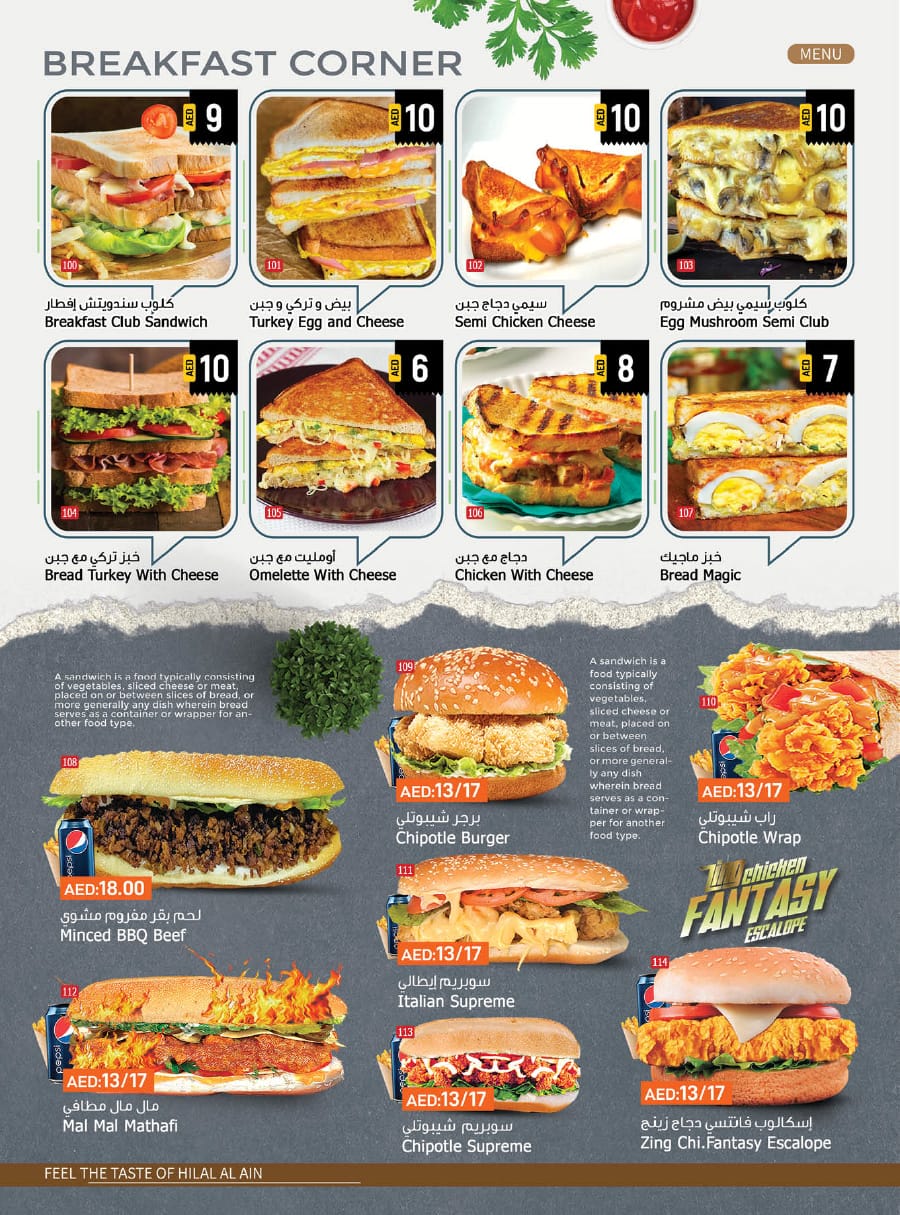 BREAKFAST CORNER
MENU
AED 9
100
كلوب سندويتش إفطار
Breakfast Club Sandwich
AED 10
101
بيض و تركي و جبن
Turkey Egg and Cheese
AED 10
102
سيمي دجاج جبن
Semi Chicken Cheese
AED 10
103
كلوب سيمي بيض مشروم
Egg Mushroom Semi Club
AED 10
104
خبز تركي مع جبن
Bread Turkey With Cheese
AED 6
105
أومليت مع جبن
Omelette With Cheese
AED 8
106
دجاج مع جبن
Chicken With Cheese
AED 7
107
خبز ماجيك
Bread Magic
A sandwich is a food typically consisting
of vegetables, sliced cheese or meat,
placed on or between slices of bread, or
more generally any dish wherein bread
serves as a container or wrapper for an-
other food type.
108
pepsi
AED:18.00
لحم بقر مفروم مشوي
Minced BBQ Beef
109
AED:13/17
برجر شيبوتلي
Chipotle Burger
A sandwich is a
food typically
consisting of
vegetables,
sliced cheese or
meat, placed on
or between
slices of bread,
or more general-
ly any dish
wherein bread
serves as a con-
tainer or wrap
per for another
food type.
110
AED:13/17
راب شيبوتلي
Chipotle Wrap
111
AED:13/17
سوبريم إيطالي
Italian Supreme
112
pepsi
AED:13/17
مال مال مطافي
Mal Mal Mathafi
113
AED:13/17
سوبريم شيبوتلي
Chipotle Supreme
zing chicken
FANTASY
ESCALOPE
114
AED:13/17
إسكالوب فانتسي دجاج زينج
Zing Chi.Fantasy Escalope
FEEL THE TASTE OF HILAL AL AIN